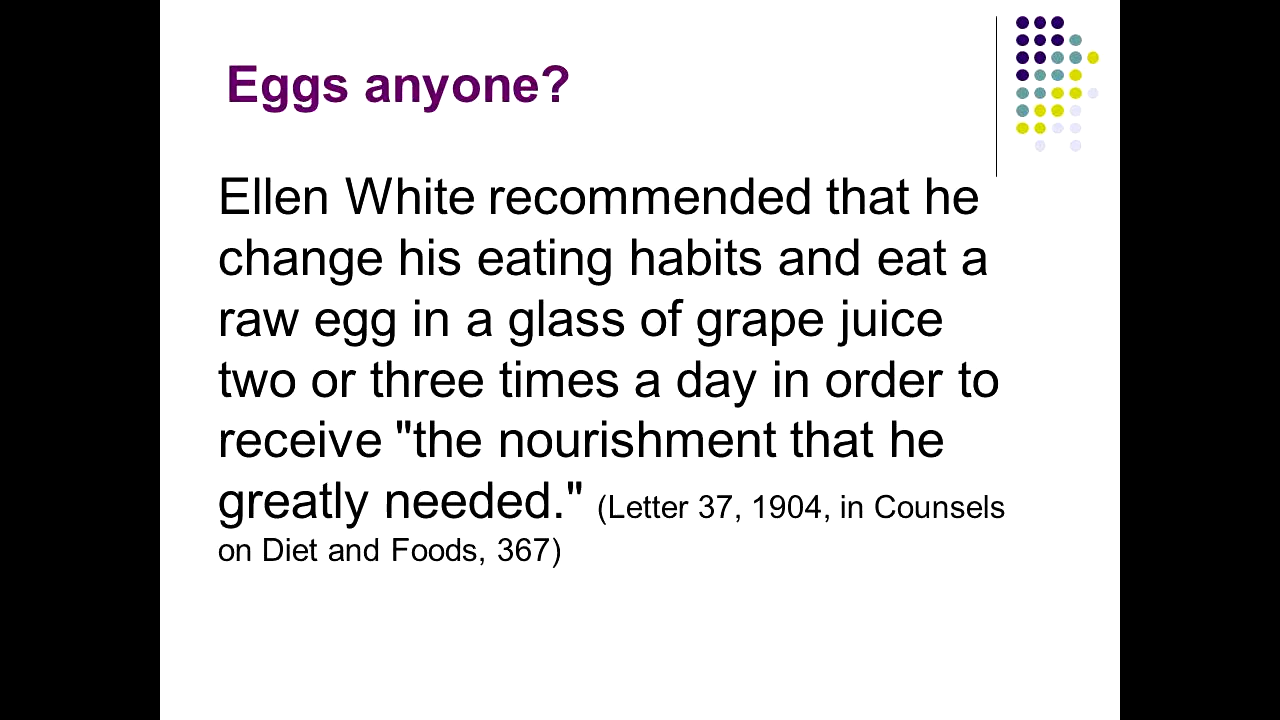 Eggs anyone?
Ellen White recommended that he
change his eating habits and eat a
raw egg in a glass of grape juice
two or three times a day in order to
receive "the nourishment that he
greatly needed." (Letter 37, 1904, in Counsels
on Diet and Foods, 367)